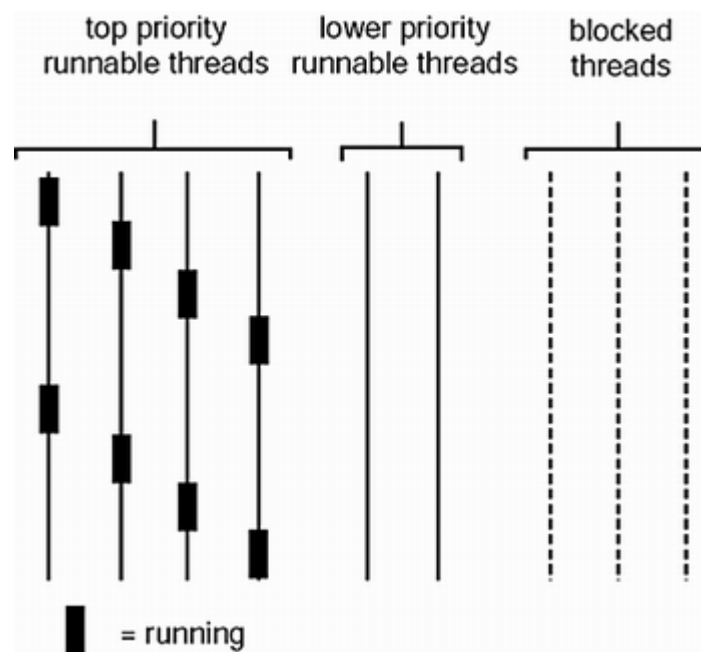 top priority
runnable threads
lower priority
runnable threads
blocked
threads
= running